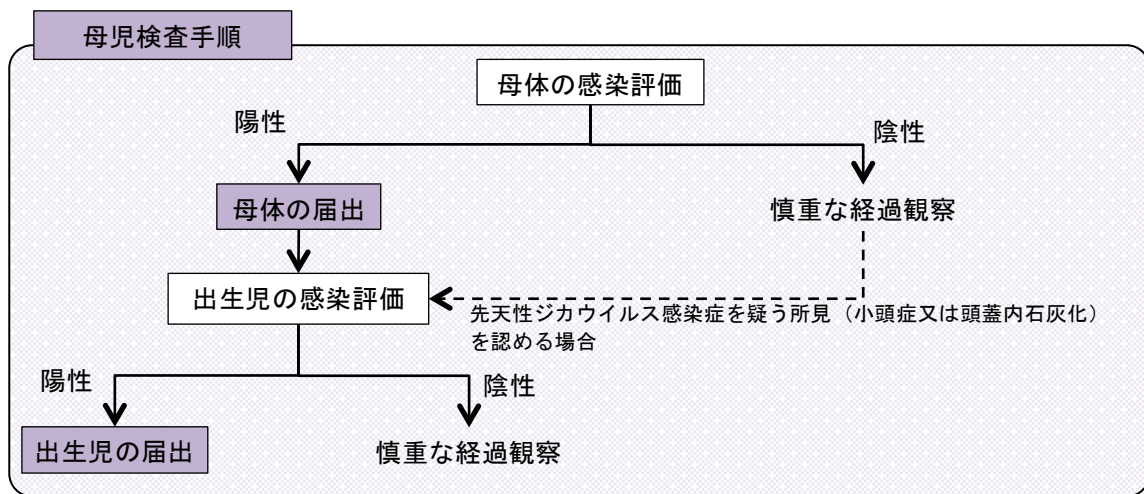 母児検査手順
母体の感染評価
陽性
陰性
母体の届出
慎重な経過観察
出生児の感染評価
先天性ジカウイルス感染症を疑う所見（小頭症又は頭蓋内石灰化）
を認める場合
陽性
陰性
出生児の届出
慎重な経過観察